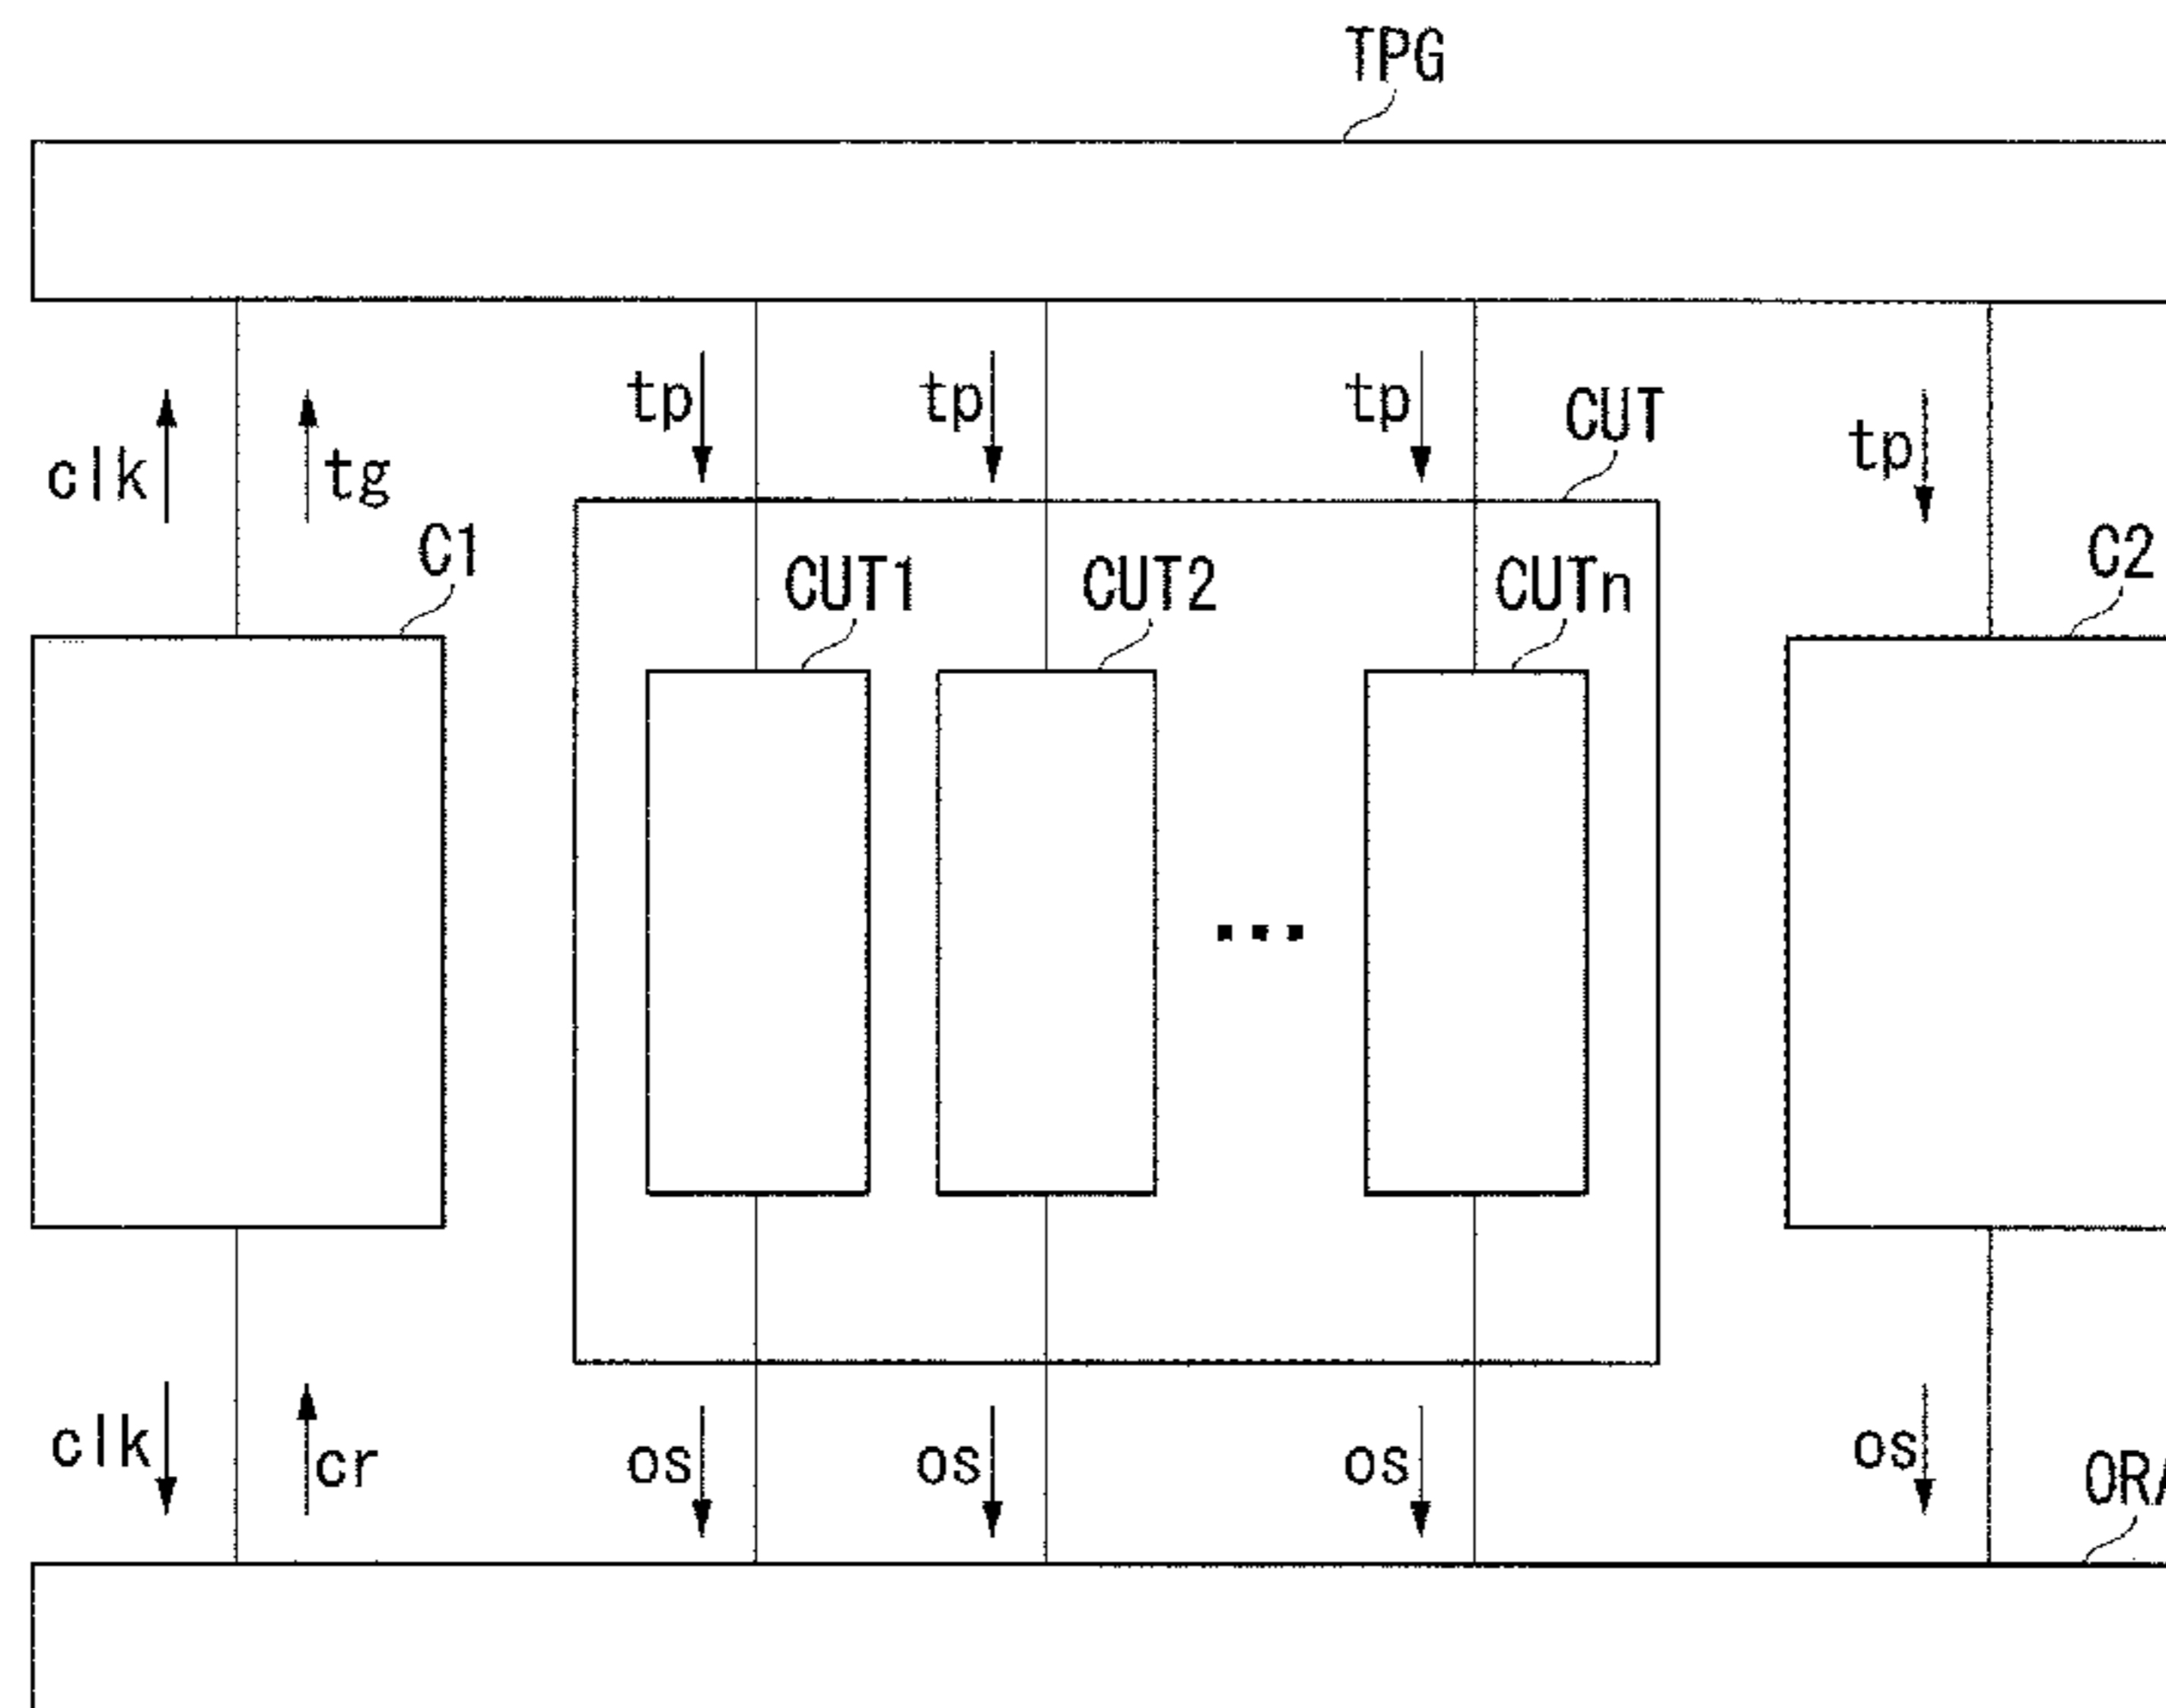 TPG
tp tp tp CUT
clk tg tp
C1 CUT1 CUT2 CUTn C2
...
clk cr os os os os